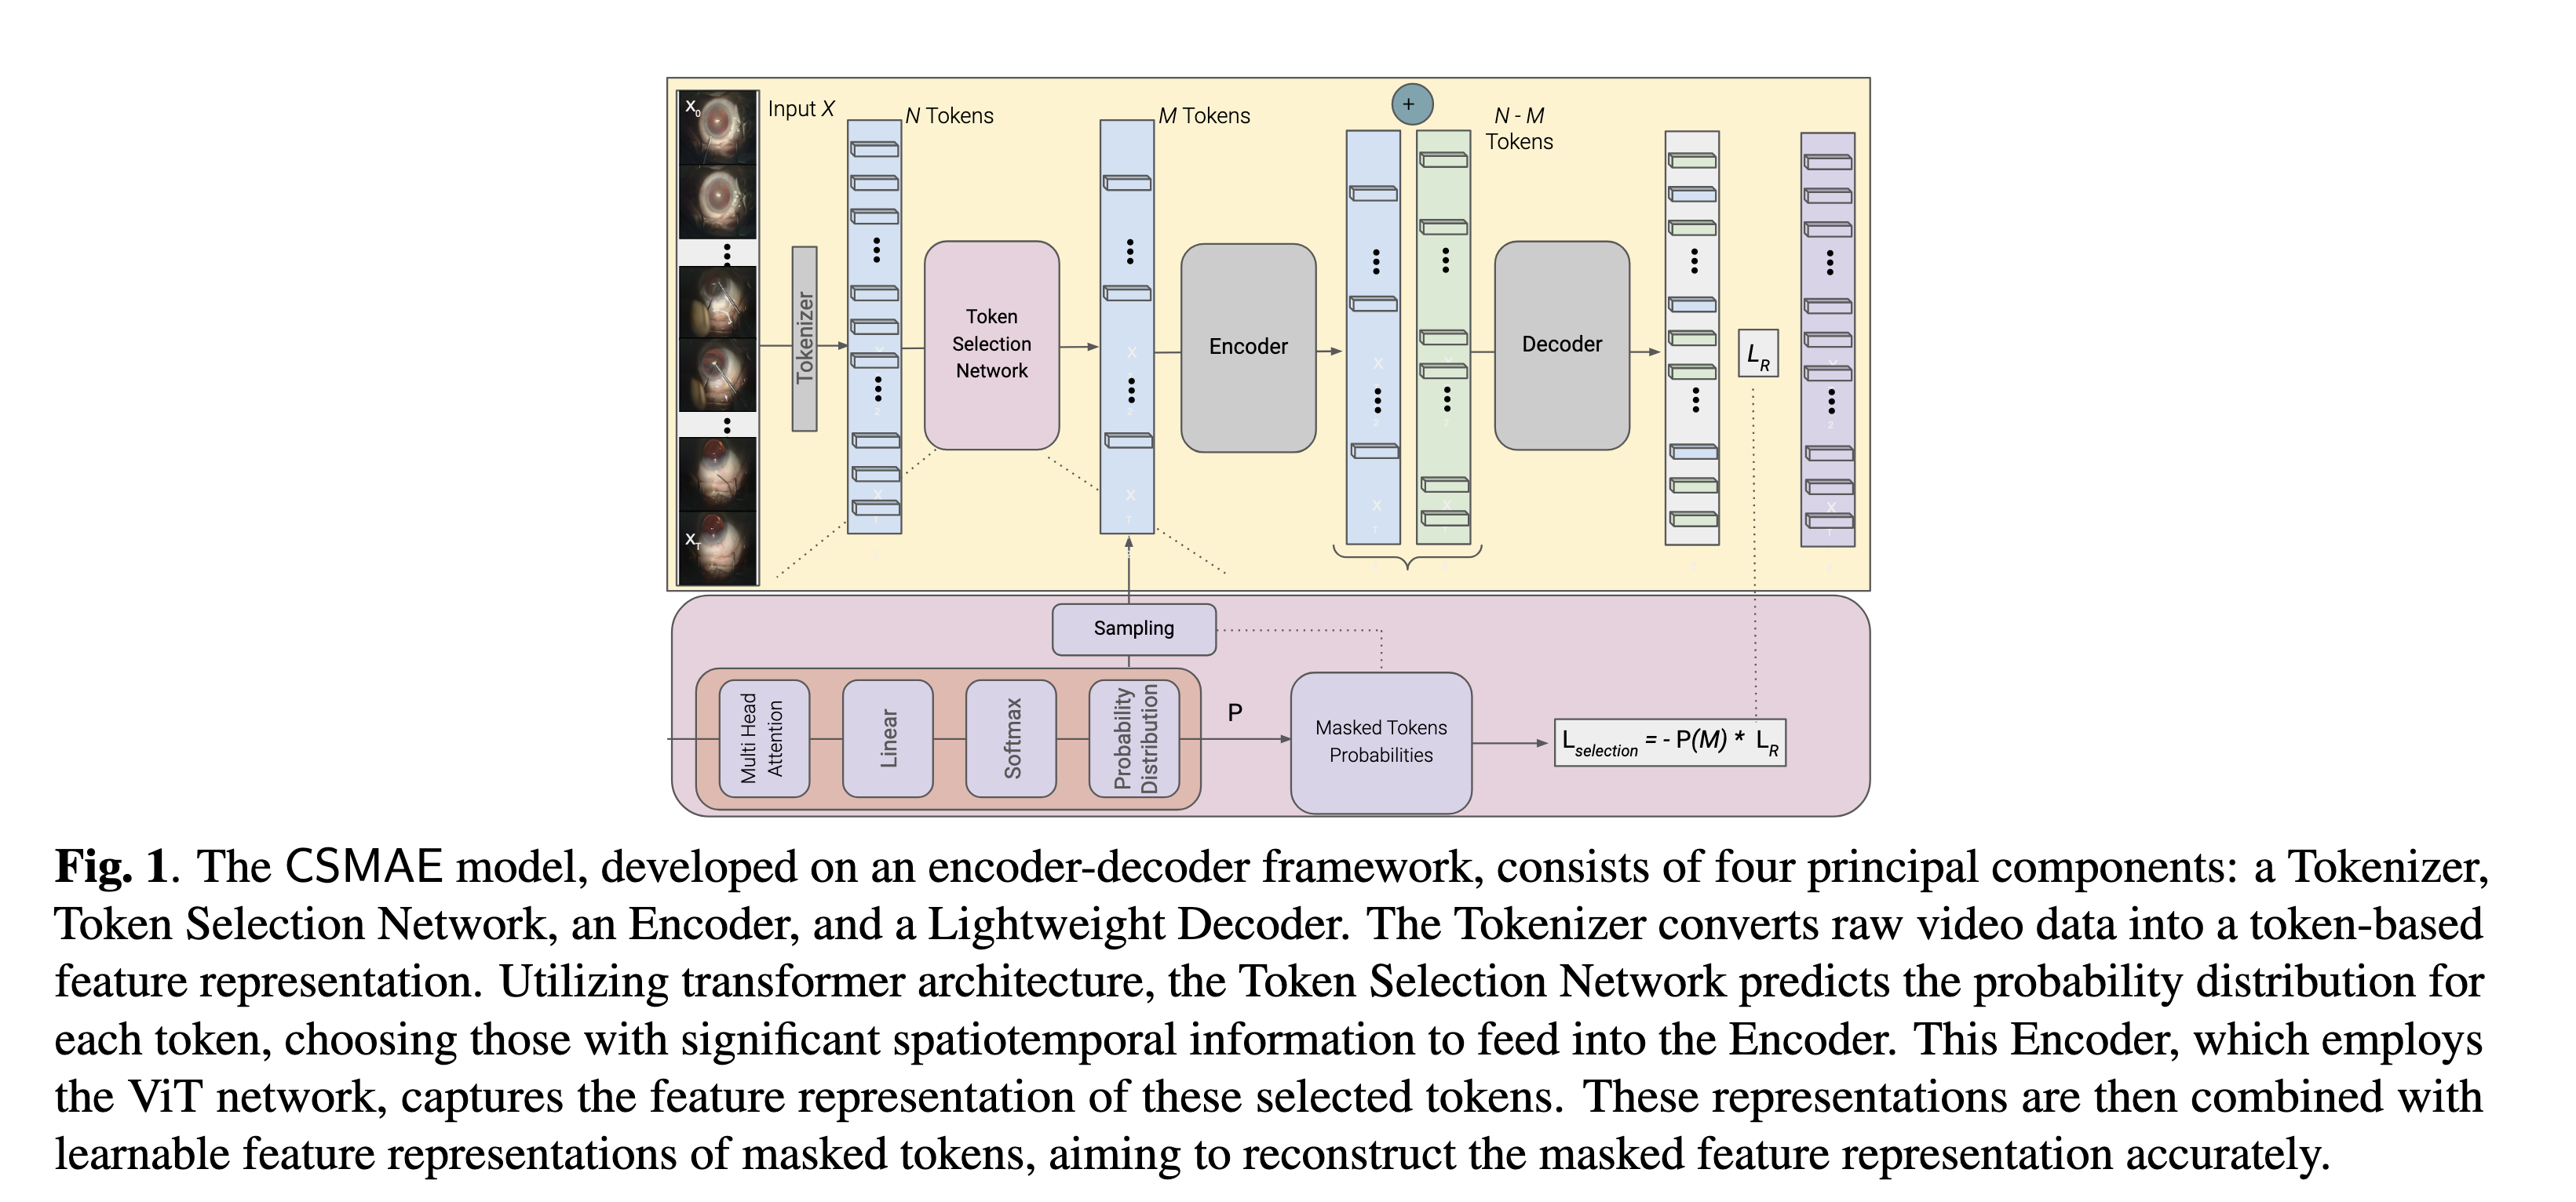 X0
Input X
N Tokens
M Tokens
+
N - M
Tokens
Tokenizer
Token
Selection
Network
Encoder
Decoder
LR
XT
Sampling
Multi Head
Attention
Linear
Softmax
Probability
Distribution
P
Masked Tokens
Probabilities
Lselection = - P(M) * LR
Fig. 1. The CSMAE model, developed on an encoder-decoder framework, consists of four principal components: a Tokenizer,
Token Selection Network, an Encoder, and a Lightweight Decoder. The Tokenizer converts raw video data into a token-based
feature representation. Utilizing transformer architecture, the Token Selection Network predicts the probability distribution for
each token, choosing those with significant spatiotemporal information to feed into the Encoder. This Encoder, which employs
the ViT network, captures the feature representation of these selected tokens. These representations are then combined with
learnable feature representations of masked tokens, aiming to reconstruct the masked feature representation accurately.